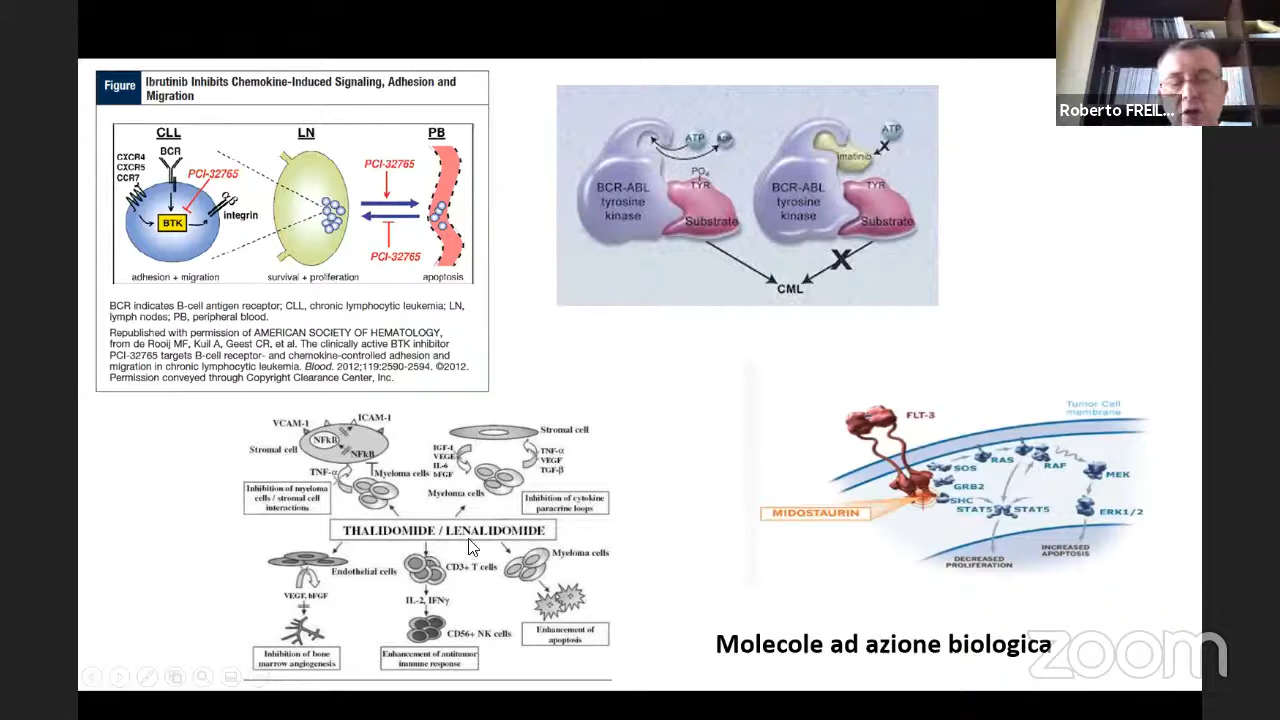 Figure
Ibrutinib Inhibits Chemokine-Induced Signaling, Adhesion and
Migration
CLL
LN
PB
CXCR4
CXCR5
CCR7
BCR
PCI-32765
αβ
integrin
BTK
PCI-32765
PCI-32765
adhesion + migration
survival + proliferation
apoptosis
BCR indicates B-cell antigen receptor; CLL, chronic lymphocytic leukemia; LN,
lymph nodes; PB, peripheral blood.
Republished with permission of AMERICAN SOCIETY OF HEMATOLOGY,
from de Rooij MF, Kuil A, Geest CR, et al. The clinically active BTK inhibitor
PCI-32765 targets B-cell receptor- and chemokine-controlled adhesion and
migration in chronic lymphocytic leukemia. Blood. 2012;119:2590-2594. ©2012.
Permission conveyed through Copyright Clearance Center, Inc.
ATP
PO4
TYR
BCR-ABL
tyrosine
kinase
Substrate
ATP
imatinib
TYR
BCR-ABL
tyrosine
kinase
Substrate
X
CML
Roberto FREIL...
VCAM-1
ICAM-1
NFkB
NFkB
Stromal cell
TNF-α
Myeloma cells
Inhibition of myeloma
cells / stromal cell
interactions
Stromal cell
IGF-1
VEGF
IL-6
bFGF
TNF-α
VEGF
TGF-β
Myeloma cells
Inhibition of cytokine
paracrine loops
THALIDOMIDE / LENALIDOMIDE
Endothelial cells
VEGF, bFGF
Inhibition of bone
marrow angiogenesis
CD3+ T cells
IL-2, IFNγ
CD56+ NK cells
Enhancement of antitumor
immune response
Myeloma cells
Enhancement of
apoptosis
FLT-3
Tumor Cell
membrane
SOS
RAS
RAF
MEK
GRB2
SHC
STAT5
STAT5
ERK1/2
MIDOSTAURIN
DECREASED
PROLIFERATION
INCREASED
APOPTOSIS
Molecole ad azione biologica
zoom